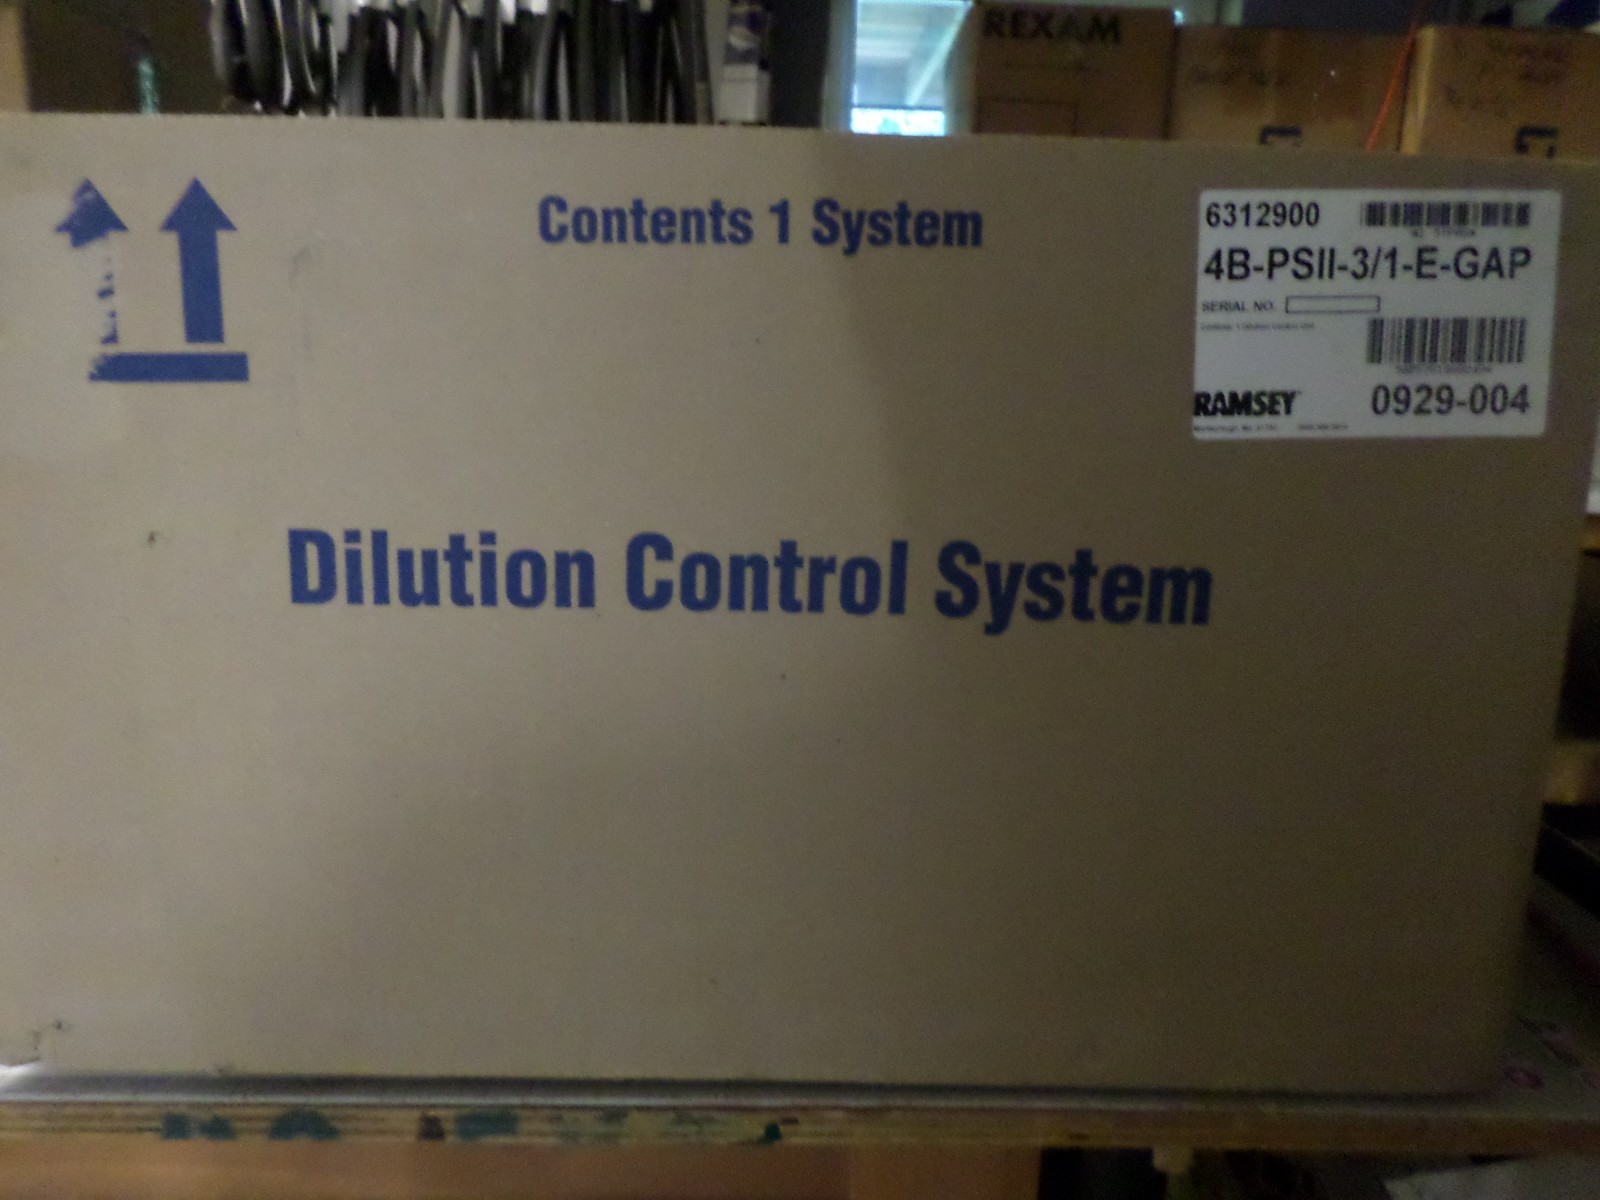 REXAM
Contents 1 System
6312900
4B-PSII-3/1-E-GAP
SERIAL NO.
RAMSEY
0929-004
Dilution Control System